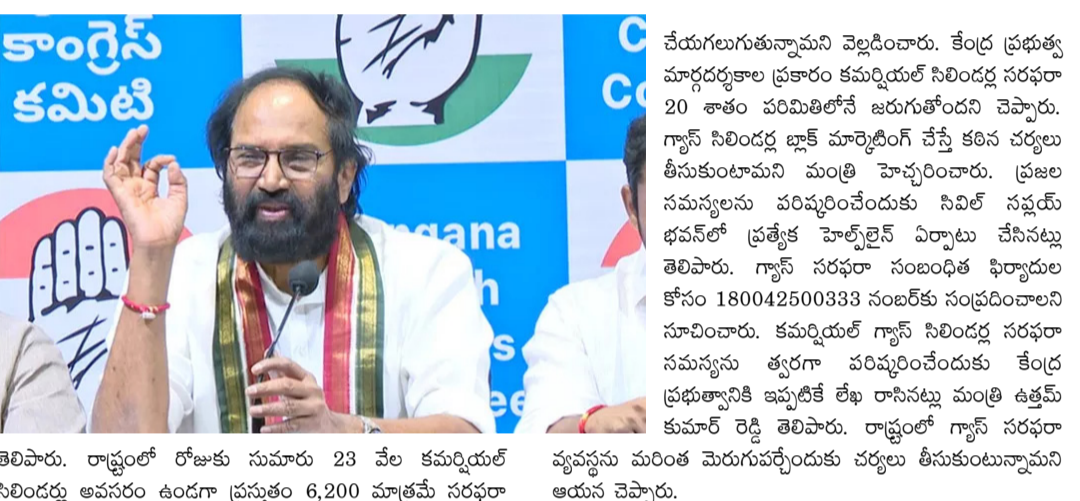 కాంగ్రెస్
కమిటీ
C
Co
ngana
h
s
ee
తెలిపారు. రాష్ట్రంలో రోజుకు సుమారు 23 వేల కమర్షియల్
సిలిండర్లు అవసరం ఉండగా ప్రస్తుతం 6,200 మాత్రమే సరఫరా
చేయగలుగుతున్నామని వెల్లడించారు. కేంద్ర ప్రభుత్వ
మార్గదర్శకాల ప్రకారం కమర్షియల్ సిలిండర్ల సరఫరా
20 శాతం పరిమితిలోనే జరుగుతోందని చెప్పారు.
గ్యాస్ సిలిండర్ల బ్లాక్ మార్కెటింగ్ చేస్తే కఠిన చర్యలు
తీసుకుంటామని మంత్రి హెచ్చరించారు. ప్రజల
సమస్యలను పరిష్కరించేందుకు సివిల్ సప్లయ్
భవన్‌లో ప్రత్యేక హెల్ప్‌లైన్ ఏర్పాటు చేసినట్లు
తెలిపారు. గ్యాస్ సరఫరా సంబంధిత ఫిర్యాదుల
కోసం 180042500333 నంబర్‌కు సంప్రదించాలని
సూచించారు. కమర్షియల్ గ్యాస్ సిలిండర్ల సరఫరా
సమస్యను త్వరగా పరిష్కరించేందుకు కేంద్ర
ప్రభుత్వానికి ఇప్పటికే లేఖ రాసినట్లు మంత్రి ఉత్తమ్
కుమార్ రెడ్డి తెలిపారు. రాష్ట్రంలో గ్యాస్ సరఫరా
వ్యవస్థను మరింత మెరుగుపర్చేందుకు చర్యలు తీసుకుంటున్నామని
ఆయన చెప్పారు.